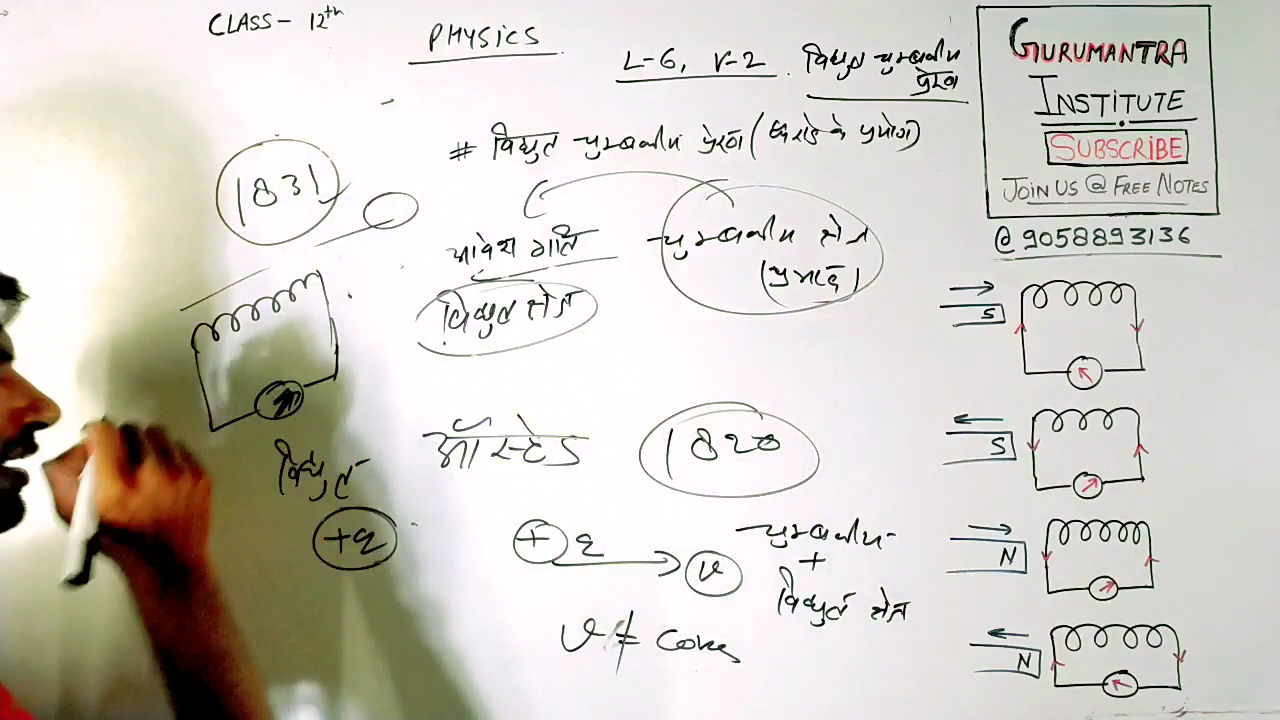 CLASS - 12th
PHYSICS
L-6, V-2. विद्युत चुम्बकीय
प्रेरण
# विद्युत चुम्बकीय प्रेरण (फैराडे के प्रयोग)
1831
आवेश गति
चुम्बकीय क्षेत्र
(प्रभाव)
विद्युत क्षेत्र
ऑस्टेड
1820
विद्युत
+q
+ q
v
चुम्बकीय
+
विद्युत क्षेत्र
v ≠ cons
GURUMANTRA
INSTITUTE
SUBSCRIBE
JOIN US @ FREE NOTES
@ 9058893136
S
S
N
N